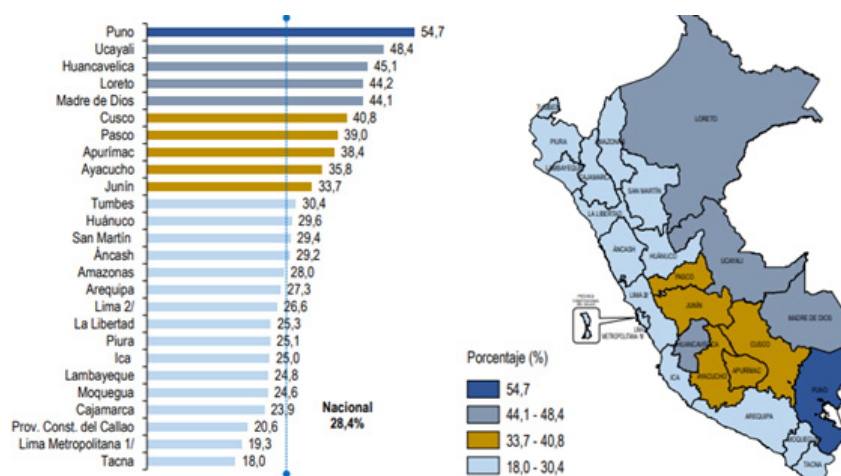 Puno 54,7
Ucayali 48,4
Huancavelica 45,1
Loreto 44,2
Madre de Dios 44,1
Cusco 40,8
Pasco 39,0
Apurímac 38,4
Ayacucho 35,8
Junín 33,7
Tumbes 30,4
Huánuco 29,6
San Martín 29,4
Áncash 29,2
Amazonas 28,0
Arequipa 27,3
Lima 2/ 26,6
La Libertad 25,3
Piura 25,1
Ica 25,0
Lambayeque 24,8
Moquegua 24,6
Cajamarca 23,9
Prov. Const. del Callao 20,6
Lima Metropolitana 1/ 19,3
Tacna 18,0
Nacional
28,4%
LORETO
PIURA
LAMBAYEQUE
CAJAMARCA
SAN MARTÍN
LA LIBERTAD
ÁNCASH
HUÁNUCO
UCAYALI
PASCO
LIMA 2/
JUNÍN
MADRE DE DIOS
LIMA
METROPOLITANA 1/
HUANCAVELICA
CUSCO
ICA
AYACUCHO
APURÍMAC
PUNO
AREQUIPA
MOQUEGUA
TACNA
Porcentaje (%)
54,7
44,1 - 48,4
33,7 - 40,8
18,0 - 30,4